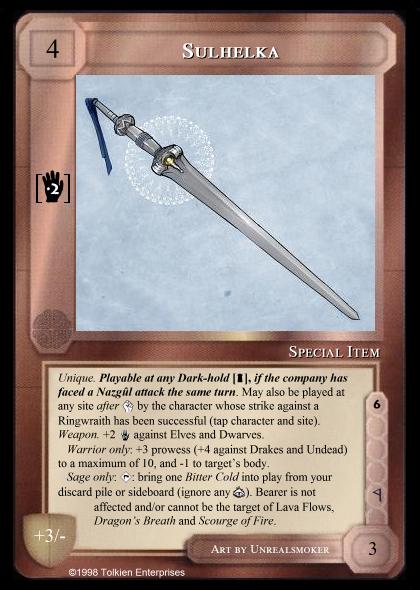 4
SULHELKA
[2]
SPECIAL ITEM
Unique. Playable at any Dark-hold [], if the company has
faced a Nazgûl attack the same turn. May also be played at
any site after by the character whose strike against a
Ringwraith has been successful (tap character and site).
Weapon. +2 against Elves and Dwarves.
Warrior only: +3 prowess (+4 against Drakes and Undead)
to a maximum of 10, and -1 to target's body.
Sage only: : bring one Bitter Cold into play from your
discard pile or sideboard (ignore any ). Bearer is not
affected and/or cannot be the target of Lava Flows,
Dragon's Breath and Scourge of Fire.
6
+3/-
ART BY UNREALSMOKER
3
©1998 Tolkien Enterprises